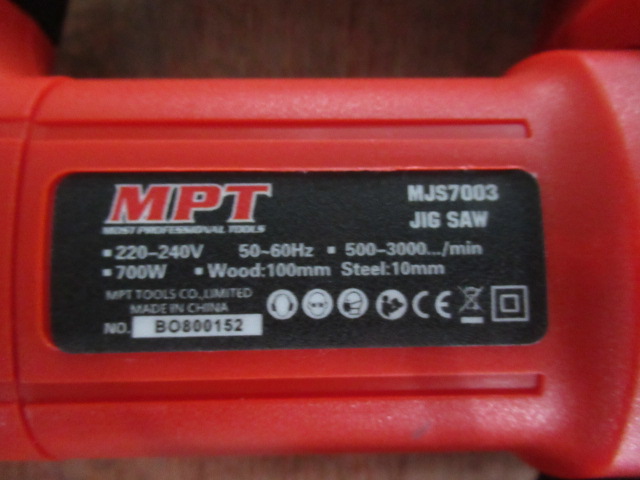 MPT
MOST PROFESSIONAL TOOLS
MJS7003
JIG SAW
▪ 220-240V 50-60Hz ▪ 500-3000.../min
▪ 700W ▪ Wood:100mm Steel:10mm
MPT TOOLS CO.,LIMITED
MADE IN CHINA
NO. BO800152
CE